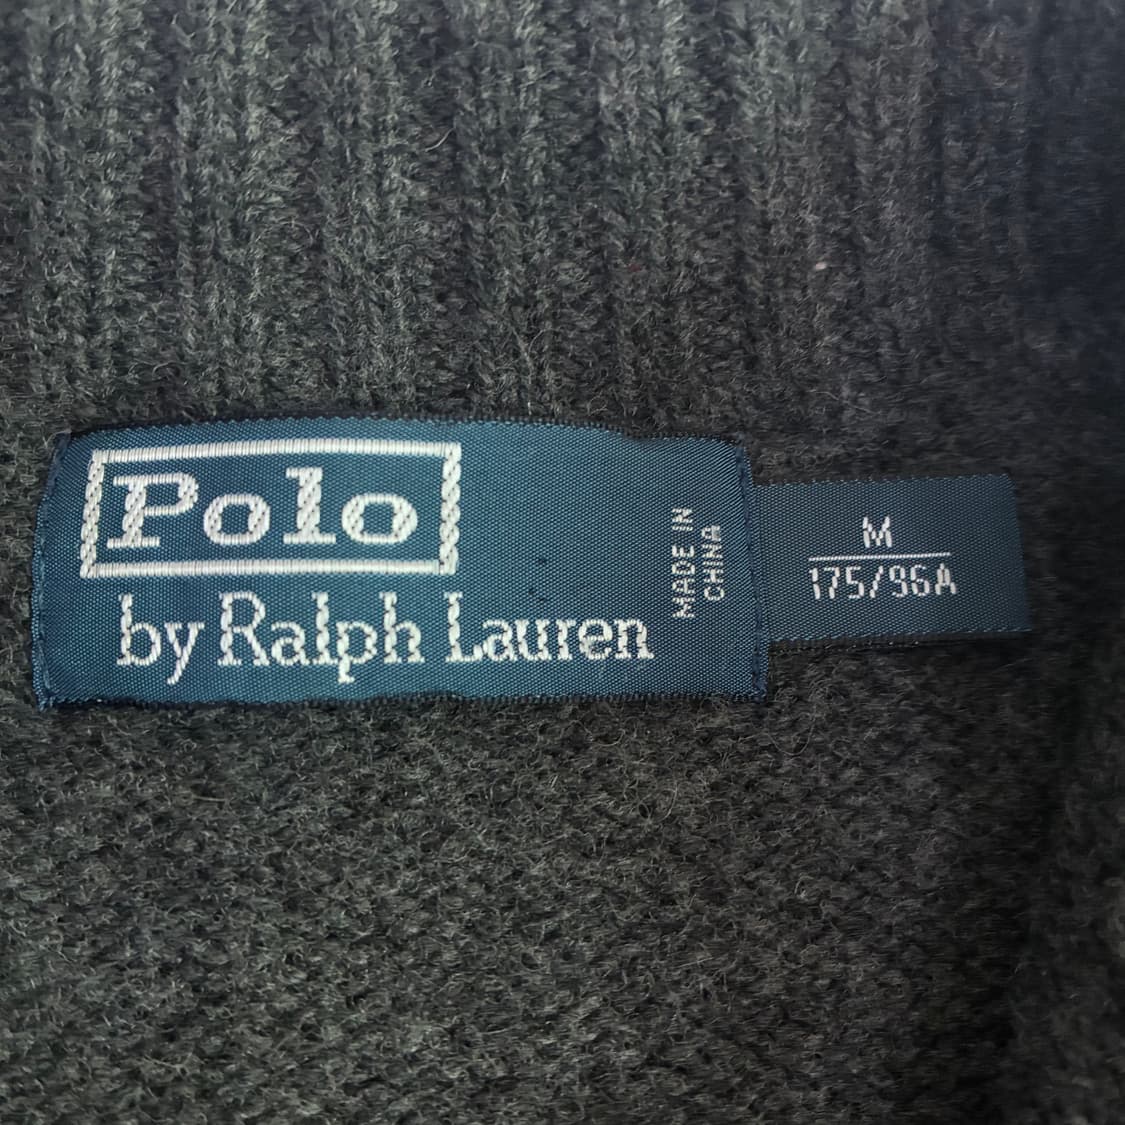 Polo
by Ralph Lauren
MADE IN
CHINA
M
175/96A